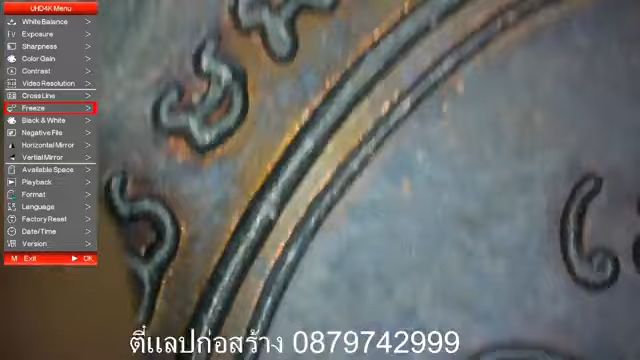 UHD4K Menu
White Balance >
Exposure >
Sharpness >
Color Gain >
Contrast >
Video Resolution >
CrossLine >
Freeze >
Black & White >
Negative File >
Horizontal Mirror >
Vertial Mirror >
Available Space >
Playback >
Format >
Language >
Factory Reset >
Date/Time >
VER Version >
M Exit ▶ OK
ตี๋แลปก่อสร้าง 0879742999